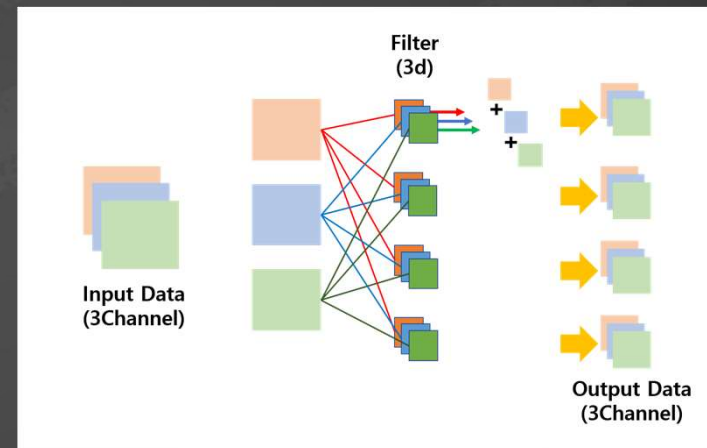 Filter
(3d)
+
+
Input Data
(3Channel)
Output Data
(3Channel)